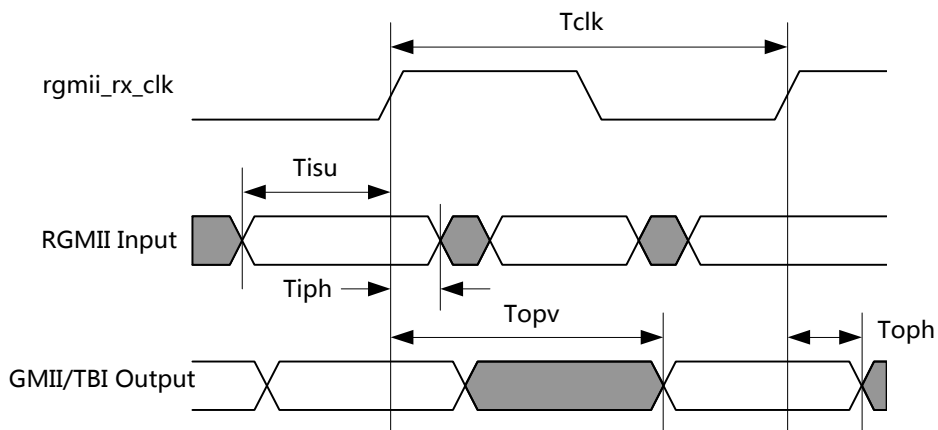 Tclk
rgmii_rx_clk
Tisu
RGMII Input
Tiph
Topv
Toph
GMII/TBI Output